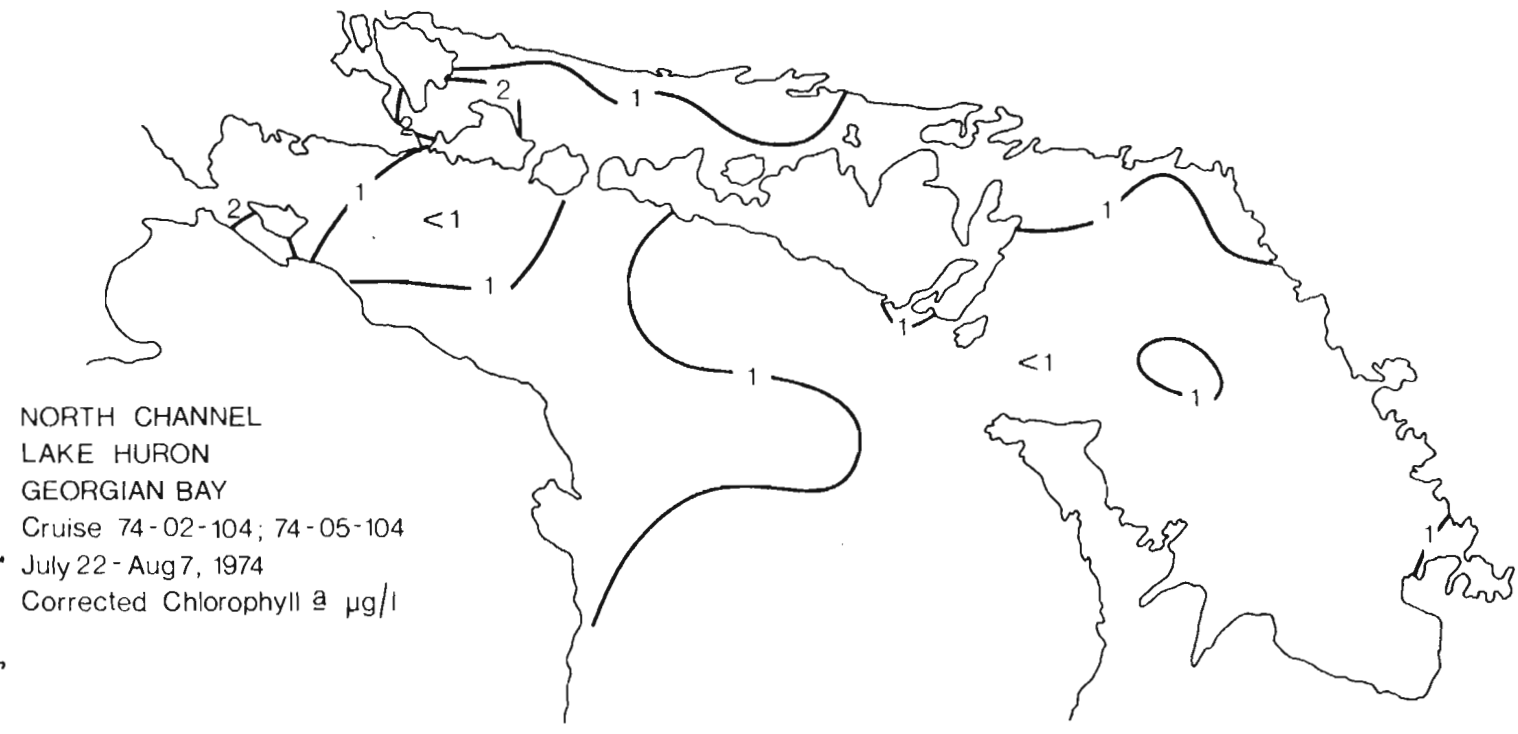 2
1
2
1
2
<1
1
1
1
1
<1
1
1
1
NORTH CHANNEL
LAKE HURON
GEORGIAN BAY
Cruise 74-02-104; 74-05-104
July 22-Aug 7, 1974
Corrected Chlorophyll a µg/l